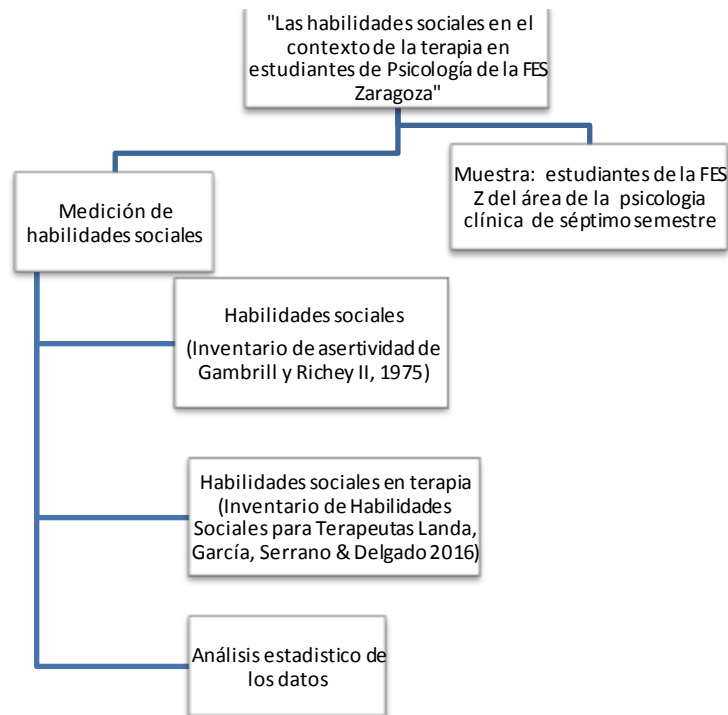 "Las habilidades sociales en el
contexto de la terapia en
estudiantes de Psicología de la FES
Zaragoza"
Muestra: estudiantes de la FES
Z del área de la psicologia
clínica de séptimo semestre
Medición de
habilidades sociales
Habilidades sociales
(Inventario de asertividad de
Gambrill y Richey II, 1975)
Habilidades sociales en terapia
(Inventario de Habilidades
Sociales para Terapeutas Landa,
García, Serrano & Delgado 2016)
Análisis estadistico de
los datos